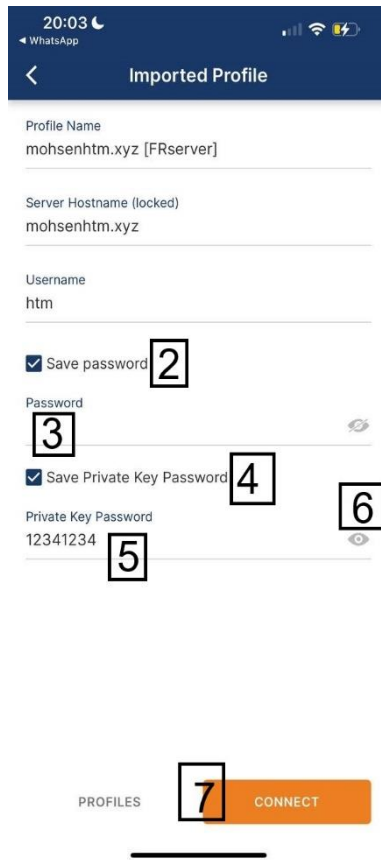 20:03
◀ WhatsApp
Imported Profile
Profile Name
mohsenhtm.xyz [FRserver]
Server Hostname (locked)
mohsenhtm.xyz
Username
htm
Save password 2
Password
3
Save Private Key Password 4
Private Key Password 6
12341234 5
PROFILES 7 CONNECT